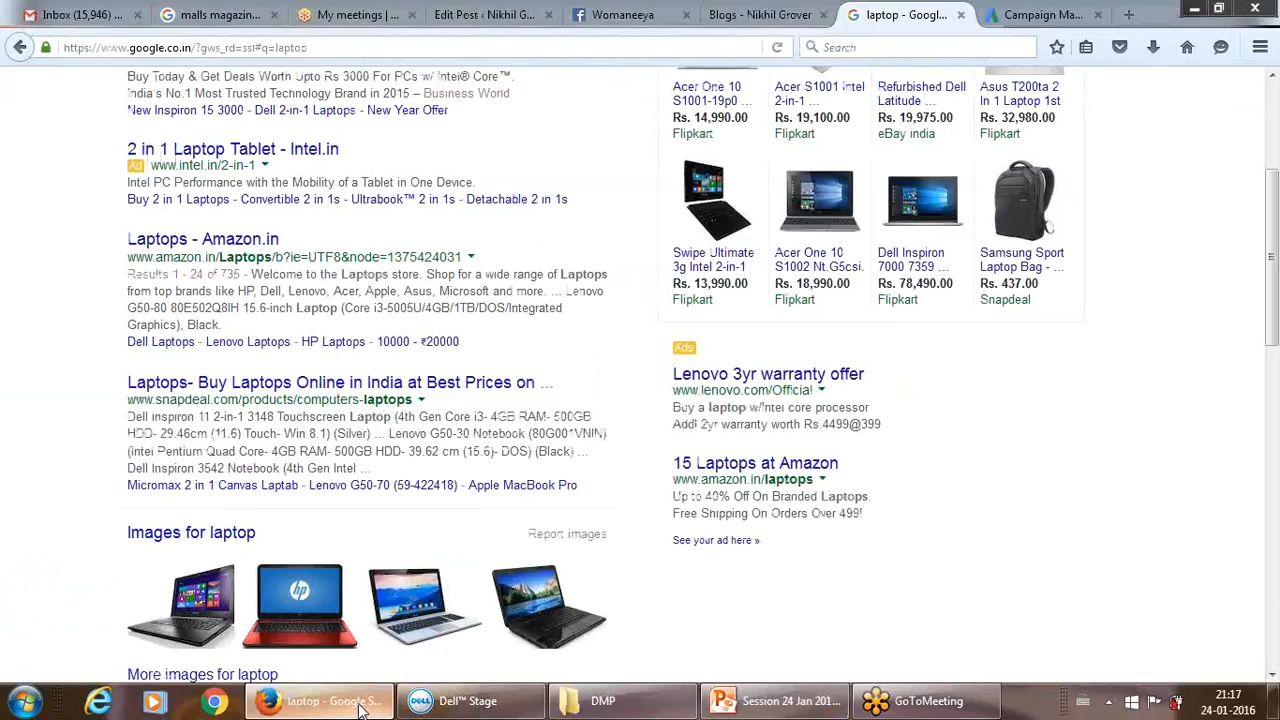 Inbox (15,946)
malls magazin...
My meetings | ...
Edit Post ‹ Nikhil G...
Womaneeya
Blogs - Nikhil Grover
laptop - Googl...
Campaign Ma...
https://www.google.co.in/?gws_rd=ssl#q=laptop
Search
Buy Today & Get Deals Worth Upto Rs 3000 For PCs w/ Intel® Core™.
India's No.1 Most Trusted Technology Brand in 2015 – Business World
New Inspiron 15 3000 - Dell 2-in-1 Laptops - New Year Offer
2 in 1 Laptop Tablet - Intel.in
Ad www.intel.in/2-in-1
Intel PC Performance with the Mobility of a Tablet in One Device.
Buy 2 in 1 Laptops - Convertible 2 in 1s - Ultrabook™ 2 in 1s - Detachable 2 in 1s
Laptops - Amazon.in
www.amazon.in/Laptops/b?ie=UTF8&node=1375424031
Results 1 - 24 of 735 - Welcome to the Laptops store. Shop for a wide range of Laptops
from top brands like HP, Dell, Lenovo, Acer, Apple, Asus, Microsoft and more. ... Lenovo
G50-80 80E502Q8IH 15.6-inch Laptop (Core i3-5005U/4GB/1TB/DOS/Integrated
Graphics), Black.
Dell Laptops - Lenovo Laptops - HP Laptops - 10000 - ₹20000
Laptops- Buy Laptops Online in India at Best Prices on ...
www.snapdeal.com/products/computers-laptops
Dell Inspiron 11 2-in-1 3148 Touchscreen Laptop (4th Gen Core i3- 4GB RAM- 500GB
HDD- 29.46cm (11.6) Touch- Win 8.1) (Silver) ... Lenovo G50-30 Notebook (80G001VNIN)
(Intel Pentium Quad Core- 4GB RAM- 500GB HDD- 39.62 cm (15.6)- DOS) (Black) ...
Dell Inspiron 3542 Notebook (4th Gen Intel ...
Micromax 2 in 1 Canvas Laptab - Lenovo G50-70 (59-422418) - Apple MacBook Pro
Images for laptop
Report images
hp
More images for laptop
Acer One 10
S1001-19p0 ...
Rs. 14,990.00
Flipkart
Acer S1001 Intel
2-in-1 ...
Rs. 19,100.00
Flipkart
Refurbished Dell
Latitude ...
Rs. 19,975.00
eBay India
Asus T200ta 2
In 1 Laptop 1st
Rs. 32,980.00
Flipkart
Swipe Ultimate
3g Intel 2-in-1
Rs. 13,990.00
Flipkart
Acer One 10
S1002 Nt.G5csi.
Rs. 18,990.00
Flipkart
Dell Inspiron
7000 7359 ...
Rs. 78,490.00
Flipkart
Samsung Sport
Laptop Bag - ...
Rs. 437.00
Snapdeal
Ads
Lenovo 3yr warranty offer
www.lenovo.com/Official
Buy a laptop w/Intel core processor
Addl 2yr warranty worth Rs.4499@399
15 Laptops at Amazon
www.amazon.in/laptops
Up to 40% Off On Branded Laptops.
Free Shipping On Orders Over 499!
See your ad here »
laptop - Google S...
DELL
Dell™ Stage
DMP
Session 24 Jan 201...
GoToMeeting
21:17
24-01-2016